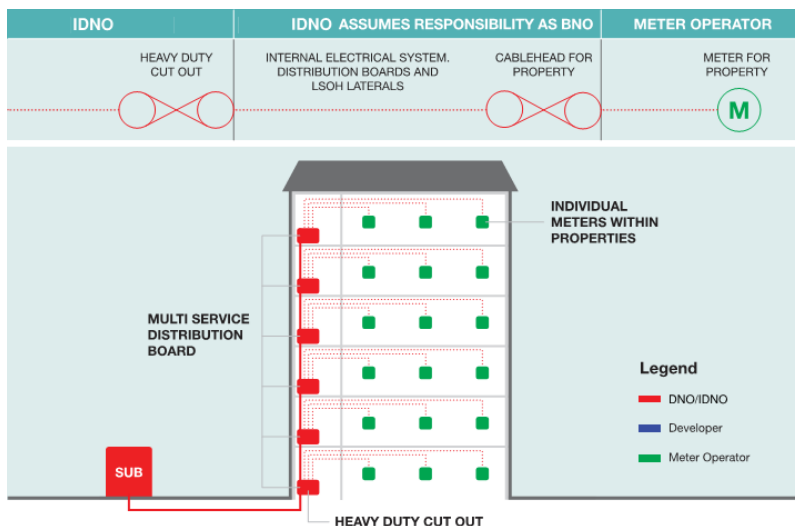 IDNO
IDNO ASSUMES RESPONSIBILITY AS BNO
METER OPERATOR
HEAVY DUTY
CUT OUT
INTERNAL ELECTRICAL SYSTEM.
DISTRIBUTION BOARDS AND
LSOH LATERALS
CABLEHEAD FOR
PROPERTY
METER FOR
PROPERTY
M
INDIVIDUAL
METERS WITHIN
PROPERTIES
MULTI SERVICE
DISTRIBUTION
BOARD
Legend
DNO/IDNO
Developer
Meter Operator
SUB
HEAVY DUTY CUT OUT